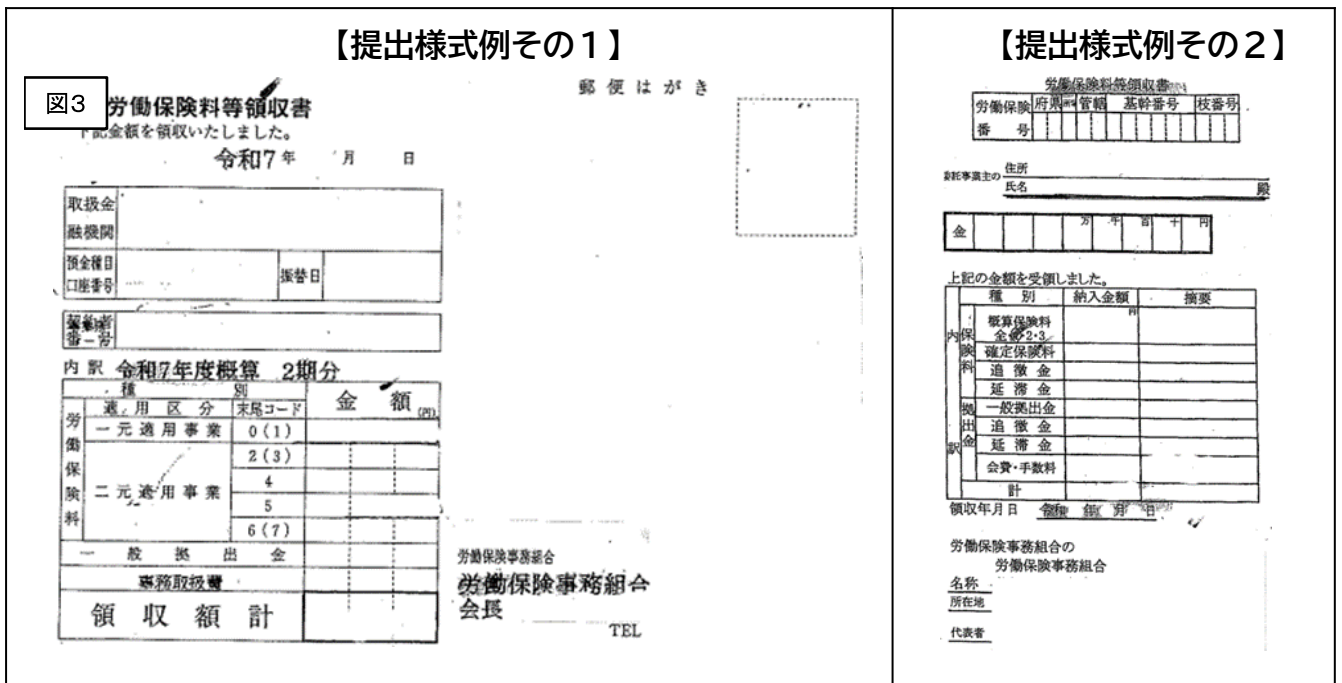 【提出様式例その1】
図3
労働保険料等領収書
下記金額を領収いたしました。
令和7年 月 日
郵便はがき
取扱金
融機関
預金種目
口座番号
振替日
番号
内訳 令和7年度概算 2期分
種別
金額(円)
適用区分
末尾コード
労働保険料
一元適用事業
0(1)
二元適用事業
2(3)
4
5
6(7)
一般拠出金
事務取扱費
領収額計
労働保険事務組合
労働保険事務組合
会長
TEL
【提出様式例その2】
労働保険料等領収書
労働保険
番号
府県
管轄
基幹番号
枝番号
委託事業主の
住所
氏名
殿
金
万 千 百 十 円
上記の金額を受領しました。
種別
納入金額
摘要
円
内訳
保険料
概算保険料
確定保険料
追徴金
延滞金
拠出金
一般拠出金
追徴金
延滞金
会費・手数料
計
領収年月日
労働保険事務組合の
労働保険事務組合
名称
所在地
代表者